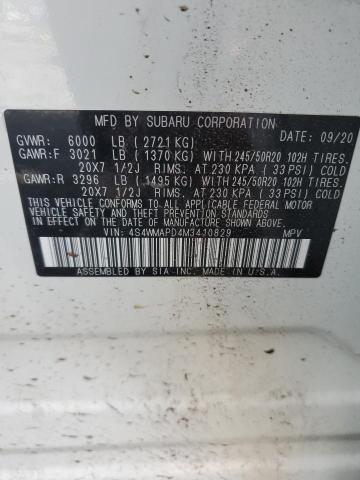 MFD BY SUBARU CORPORATION DATE: 09/20
GVWR: 6000 LB (2721 KG)
GAWR:F 3021 LB (1370 KG) WITH 245/50R20 102H TIRES.
20X7 1/2J RIMS. AT 230 KPA (33 PSI) COLD
GAWR:R 3296 LB (1495 KG) WITH 245/50R20 102H TIRES.
20X7 1/2J RIMS. AT 230 KPA (33 PSI) COLD
THIS VEHICLE CONFORMS TO ALL APPLICABLE FEDERAL MOTOR
VEHICLE SAFETY STANDARDS IN EFFECT ON THE DATE OF
MANUFACTURE SHOWN ABOVE.
VIN: 4S4WMAPD4M3410829 MPV
ASSEMBLED BY SIA-INC. MADE IN U.S.A.